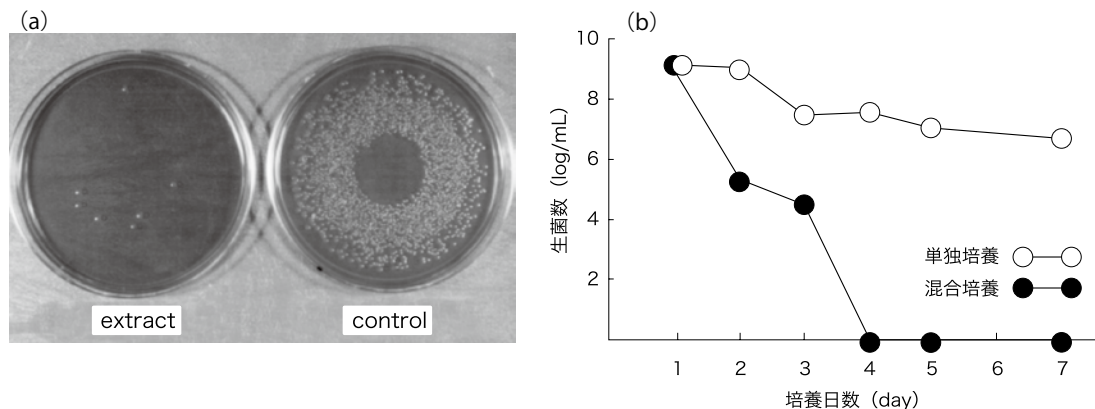 (a)
extract
control
(b)
生菌数（log/mL）
10
8
6
4
2
単独培養
混合培養
1 2 3 4 5 6 7
培養日数（day）